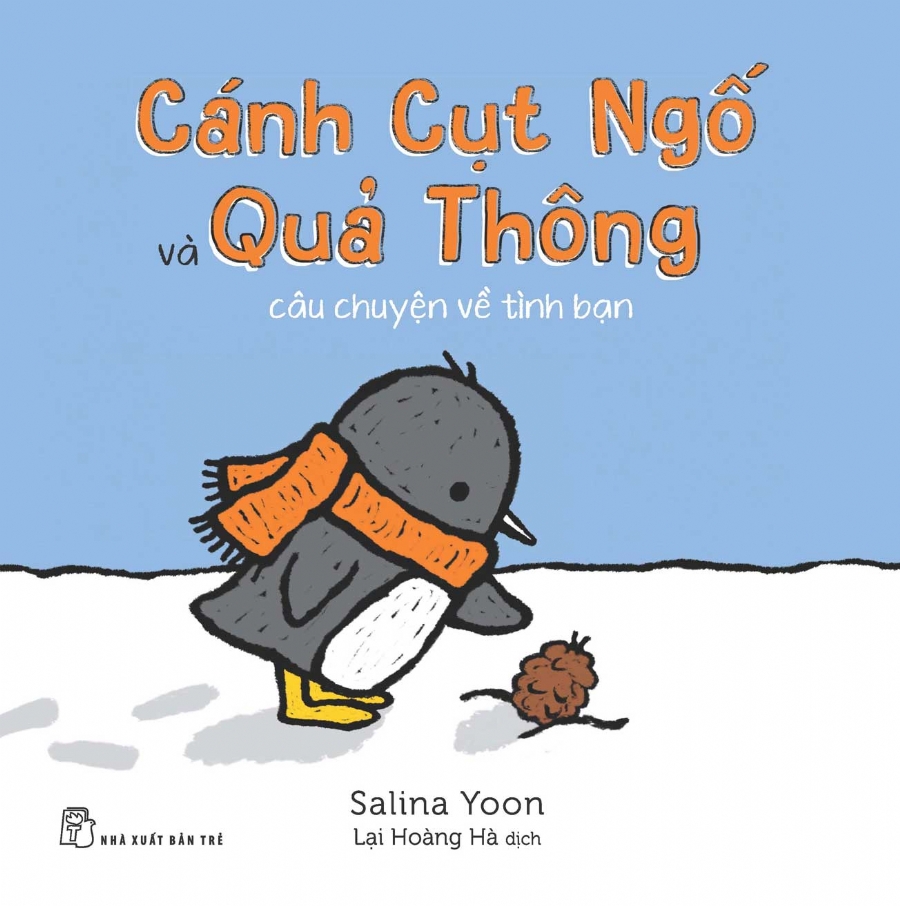 Cánh Cụt Ngố
và Quả Thông
câu chuyện về tình bạn
Salina Yoon
Lại Hoàng Hà dịch
T
NHÀ XUẤT BẢN TRẺ